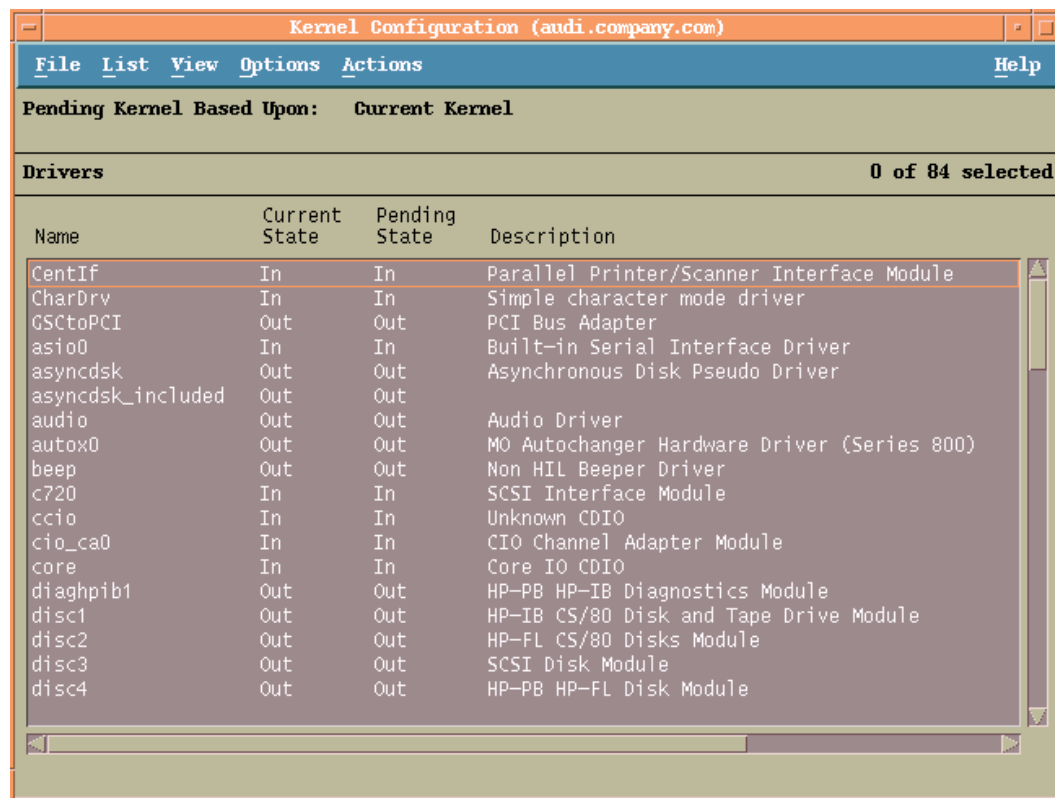 Kernel Configuration (audi.company.com)
File List View Options Actions Help
Pending Kernel Based Upon: Current Kernel
Drivers 0 of 84 selected
Current Pending
Name State State Description
CentIf In In Parallel Printer/Scanner Interface Module
CharDrv In In Simple character mode driver
GSCtoPCI Out Out PCI Bus Adapter
asio0 In In Built-in Serial Interface Driver
asyncdsk Out Out Asynchronous Disk Pseudo Driver
asyncdsk_included Out Out
audio Out Out Audio Driver
autox0 Out Out MO Autochanger Hardware Driver (Series 800)
beep Out Out Non HIL Beeper Driver
c720 In In SCSI Interface Module
ccio In In Unknown CDIO
cio_ca0 In In CIO Channel Adapter Module
core In In Core IO CDIO
diaghpib1 Out Out HP-PB HP-IB Diagnostics Module
disc1 Out Out HP-IB CS/80 Disk and Tape Drive Module
disc2 Out Out HP-FL CS/80 Disks Module
disc3 Out Out SCSI Disk Module
disc4 Out Out HP-PB HP-FL Disk Module